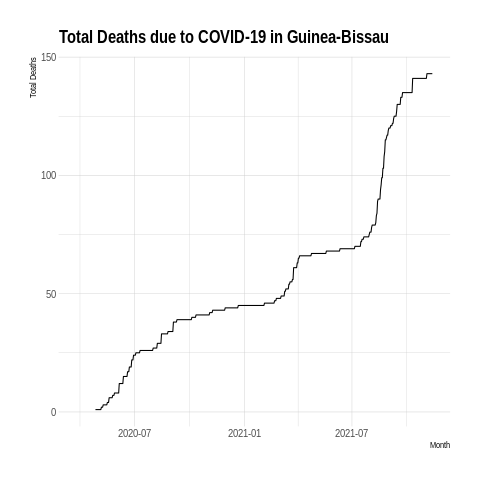 Total Deaths due to COVID-19 in Guinea-Bissau
Total Deaths
150
100
50
0
2020-07
2021-01
2021-07
Month